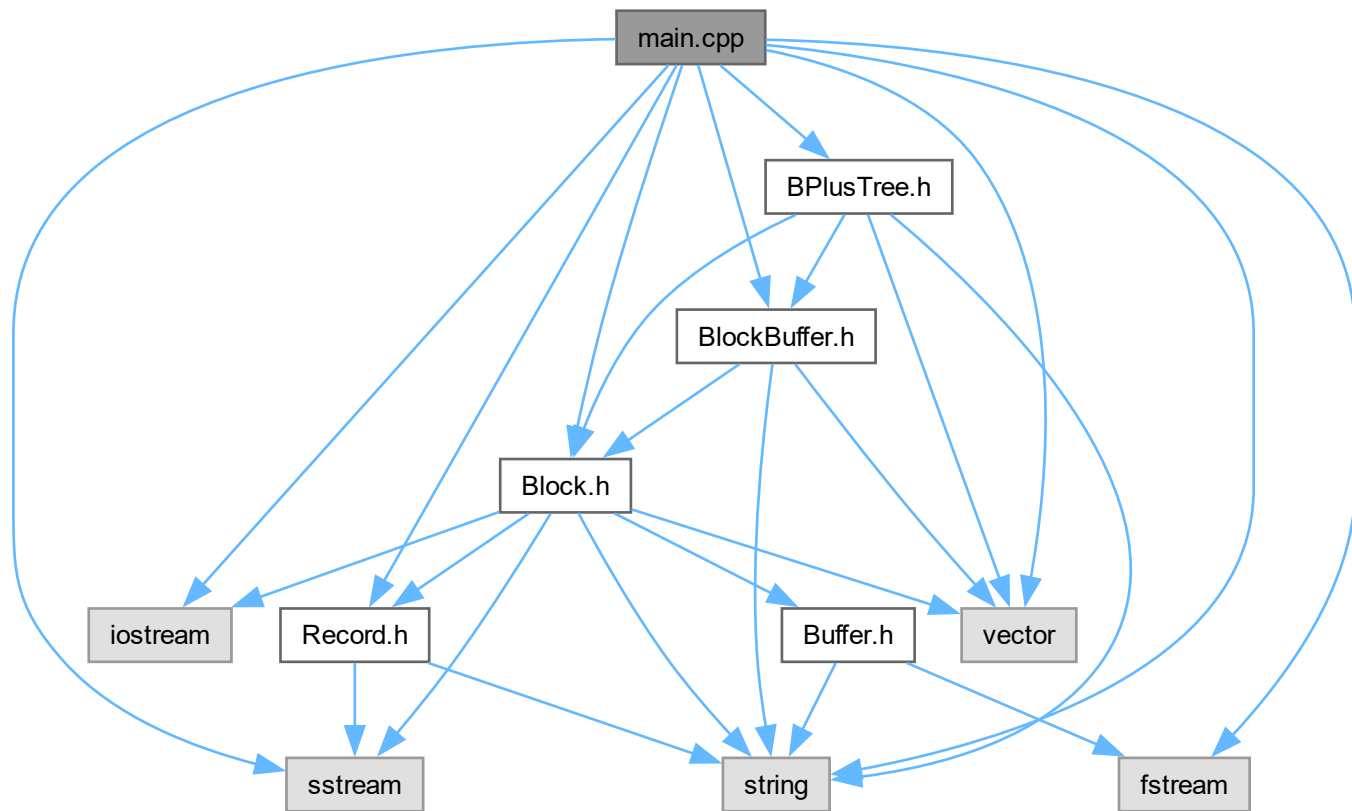 main.cpp
BPlusTree.h
BlockBuffer.h
Block.h
iostream
Record.h
Buffer.h
vector
sstream
string
fstream